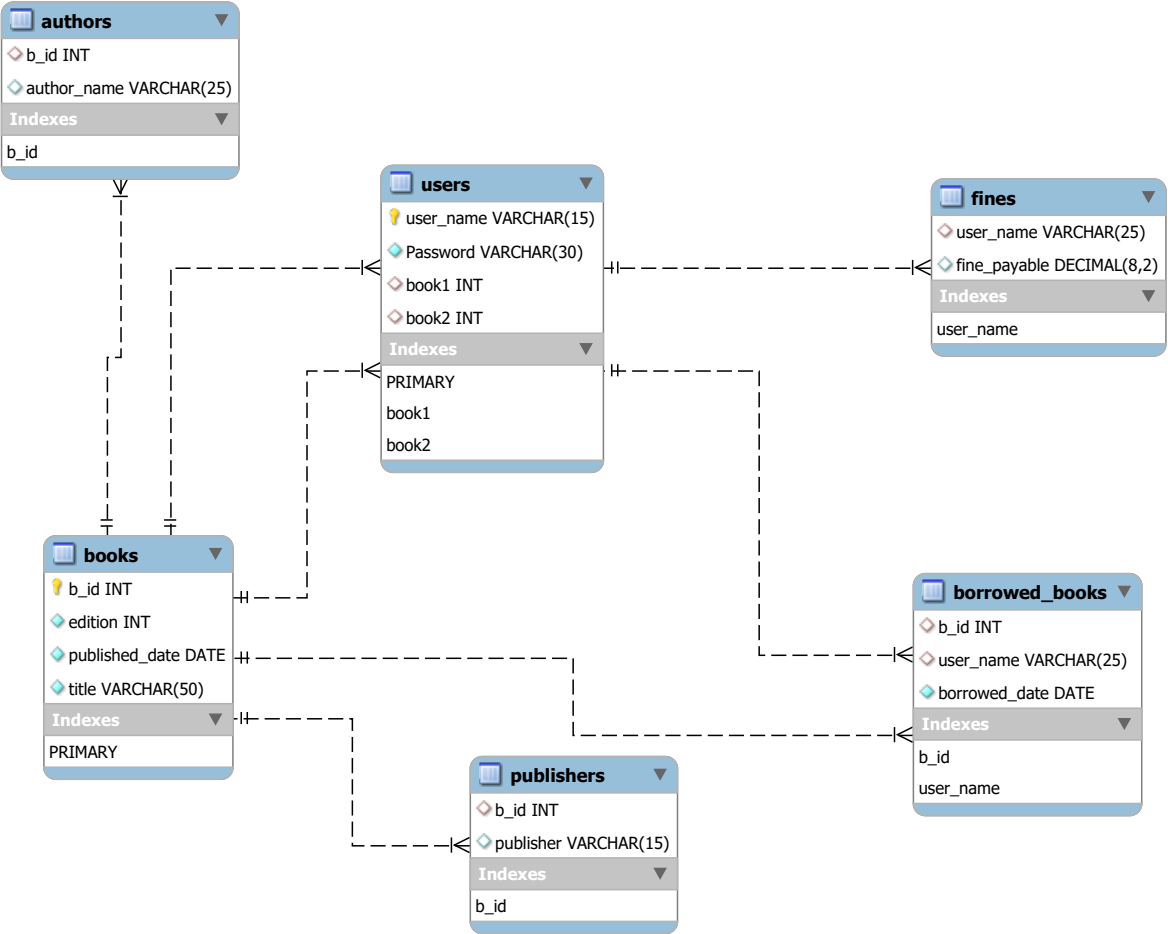 authors
b_id INT
author_name VARCHAR(25)
Indexes
b_id
users
user_name VARCHAR(15)
Password VARCHAR(30)
book1 INT
book2 INT
Indexes
PRIMARY
book1
book2
fines
user_name VARCHAR(25)
fine_payable DECIMAL(8,2)
Indexes
user_name
books
b_id INT
edition INT
published_date DATE
title VARCHAR(50)
Indexes
PRIMARY
borrowed_books
b_id INT
user_name VARCHAR(25)
borrowed_date DATE
Indexes
b_id
user_name
publishers
b_id INT
publisher VARCHAR(15)
Indexes
b_id